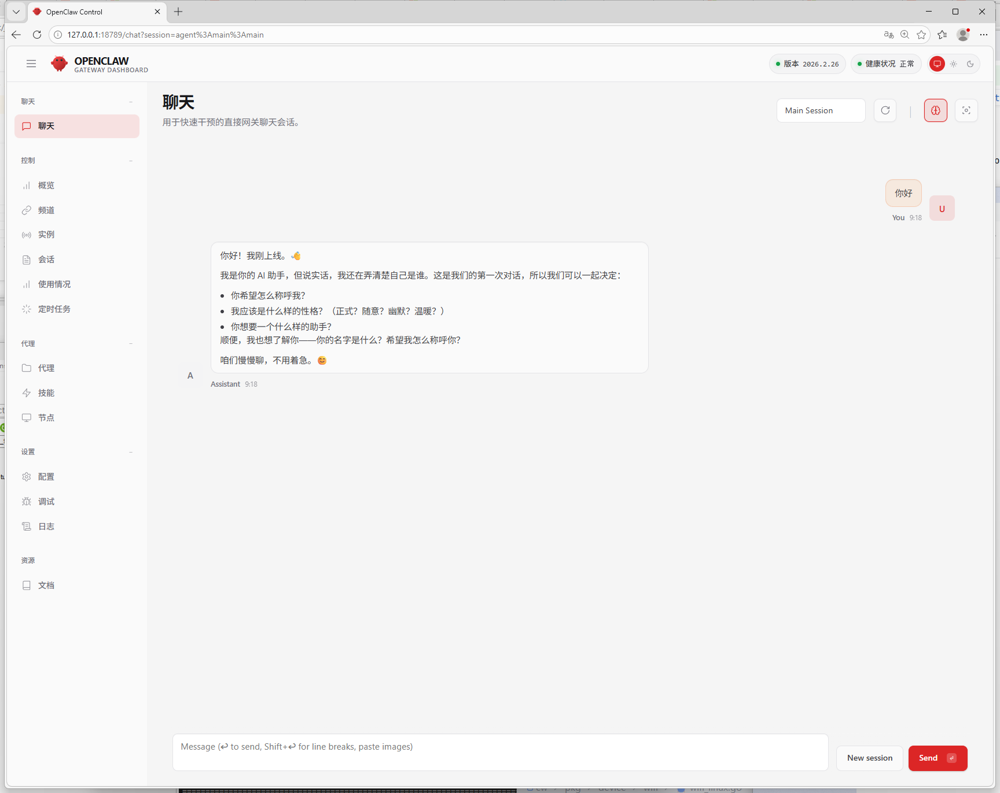 OpenClaw Control
127.0.0.1:18789/chat?session=agent%3Amain%3Amain
OPENCLAW
GATEWAY DASHBOARD
版本 2026.2.26
健康状况 正常
聊天
聊天
控制
概览
频道
实例
会话
使用情况
定时任务
代理
代理
技能
节点
设置
配置
调试
日志
资源
文档
聊天
用于快速干预的直接网关聊天会话。
Main Session
你好
U
You 9:18
你好！我刚上线。👋
我是你的 AI 助手，但说实话，我还在弄清楚自己是谁。这是我们的第一次对话，所以我们可以一起决定：
• 你希望怎么称呼我？
• 我应该是什么样的性格？（正式？随意？幽默？温暖？）
• 你想要一个什么样的助手？
顺便，我也想了解你——你的名字是什么？希望我怎么称呼你？
咱们慢慢聊，不用着急。😊
A
Assistant 9:18
Message (↩ to send, Shift+↩ for line breaks, paste images)
New session
Send